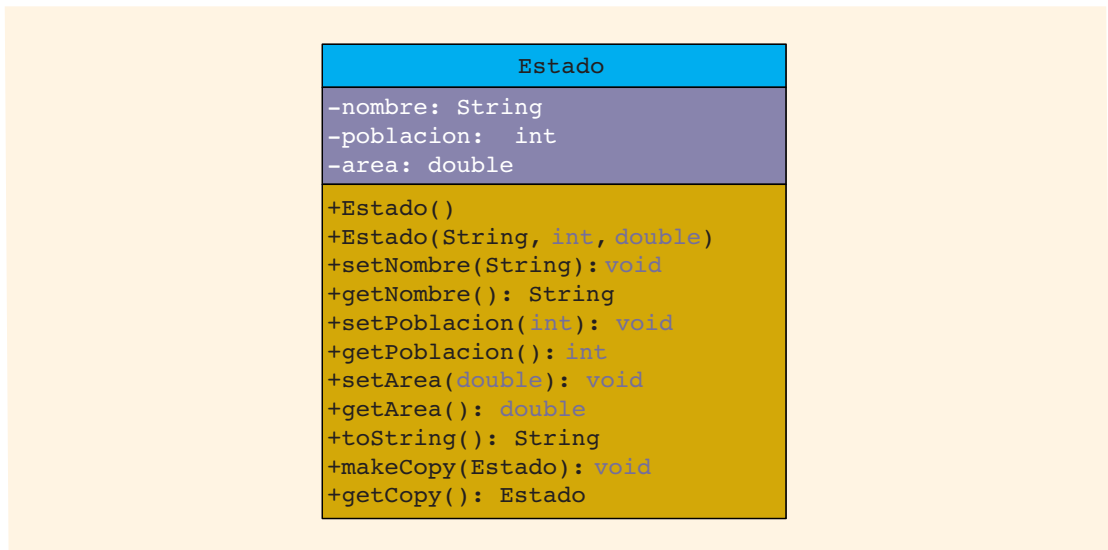 Estado
-nombre: String
-poblacion:  int
-area: double
+Estado()
+Estado(String, int, double)
+setNombre(String): void
+getNombre(): String
+setPoblacion(int): void
+getPoblacion(): int
+setArea(double): void
+getArea(): double
+toString(): String
+makeCopy(Estado): void
+getCopy(): Estado